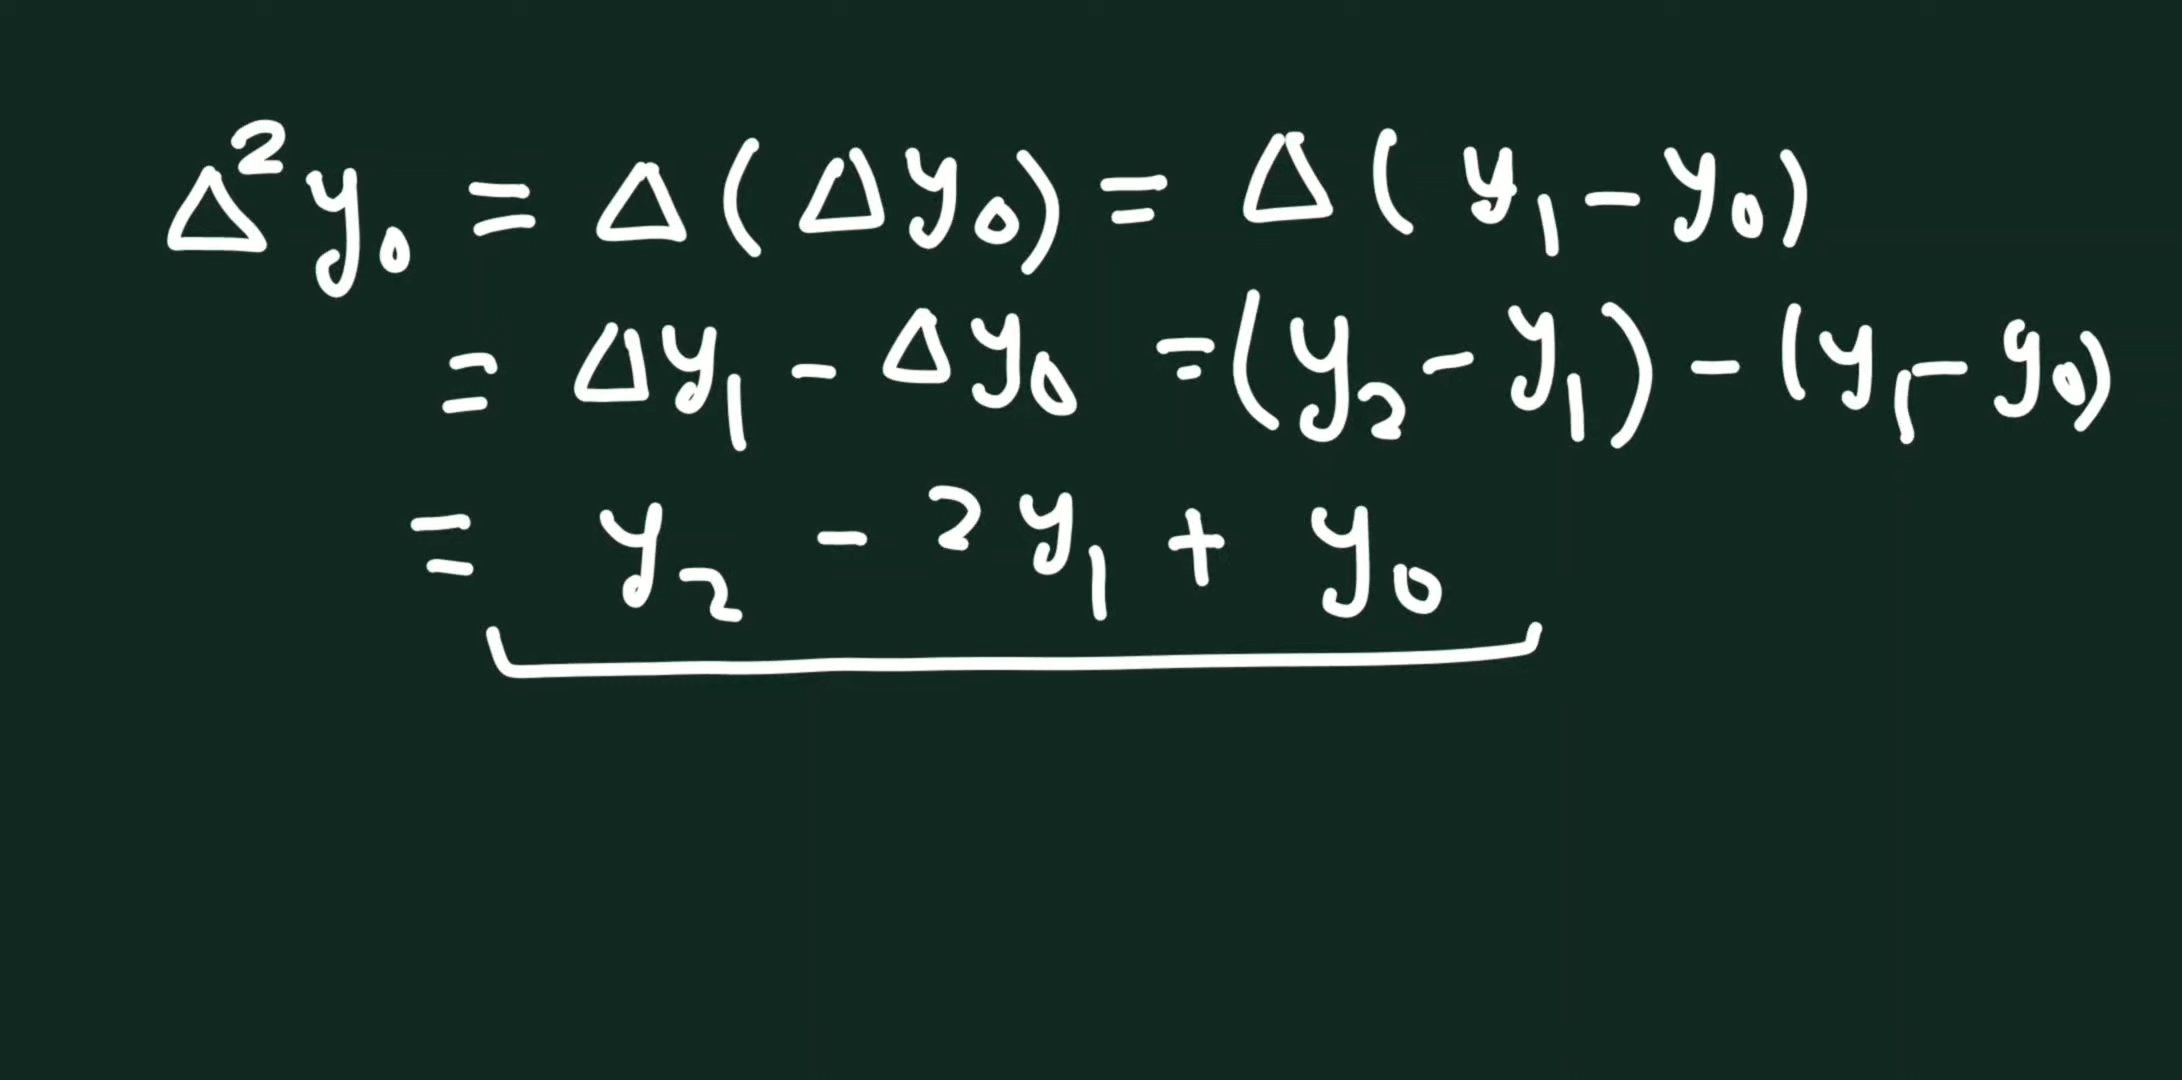 Δ²y₀ = Δ(Δy₀) = Δ(y₁-y₀)
= Δy₁ - Δy₀ = (y₂-y₁) - (y₁-y₀)
= y₂ - 2y₁ + y₀